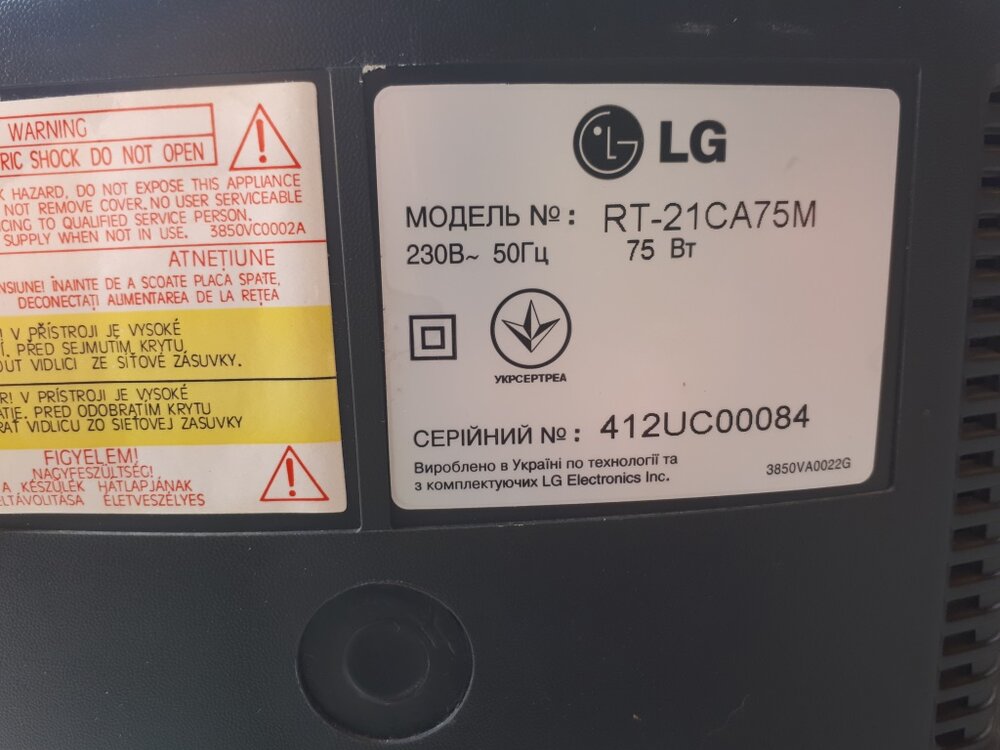 WARNING
RIC SHOCK DO NOT OPEN
HAZARD, DO NOT EXPOSE THIS APPLIANCE
NOT REMOVE COVER. NO USER SERVICEABLE
CING TO QUALIFIED SERVICE PERSON.
SUPPLY WHEN NOT IN USE. 3850VC0002A
ATNEȚIUNE
NSIUNE! ÎNAINTE DE A SCOATE PLACA SPATE,
DECONECTAȚI ALIMENTAREA DE LA REȚEA
! V PŘÍSTROJI JE VYSOKÉ
Í. PŘED SEJMUTÍM KRYTU
OUT VIDLICI ZE SÍŤOVÉ ZÁSUVKY.
R! V PRÍSTROJI JE VYSOKÉ
ATIE. PRED ODOBRATÍM KRYTU
RAŤ VIDLICU ZO SIEŤOVEJ ZÁSUVKY
FIGYELEM!
NAGYFESZÜLTSÉG!
A KÉSZÜLÉK HÁTLAPJÁNAK
ELTÁVOLÍTÁSA ÉLETVESZÉLYES
LG
МОДЕЛЬ №: RT-21CA75M
230В~ 50Гц 75 Вт
УКРСЕРТРЕА
СЕРІЙНИЙ №: 412UC00084
Вироблено в Україні по технології та
з комплектуючих LG Electronics Inc.
3850VA0022G